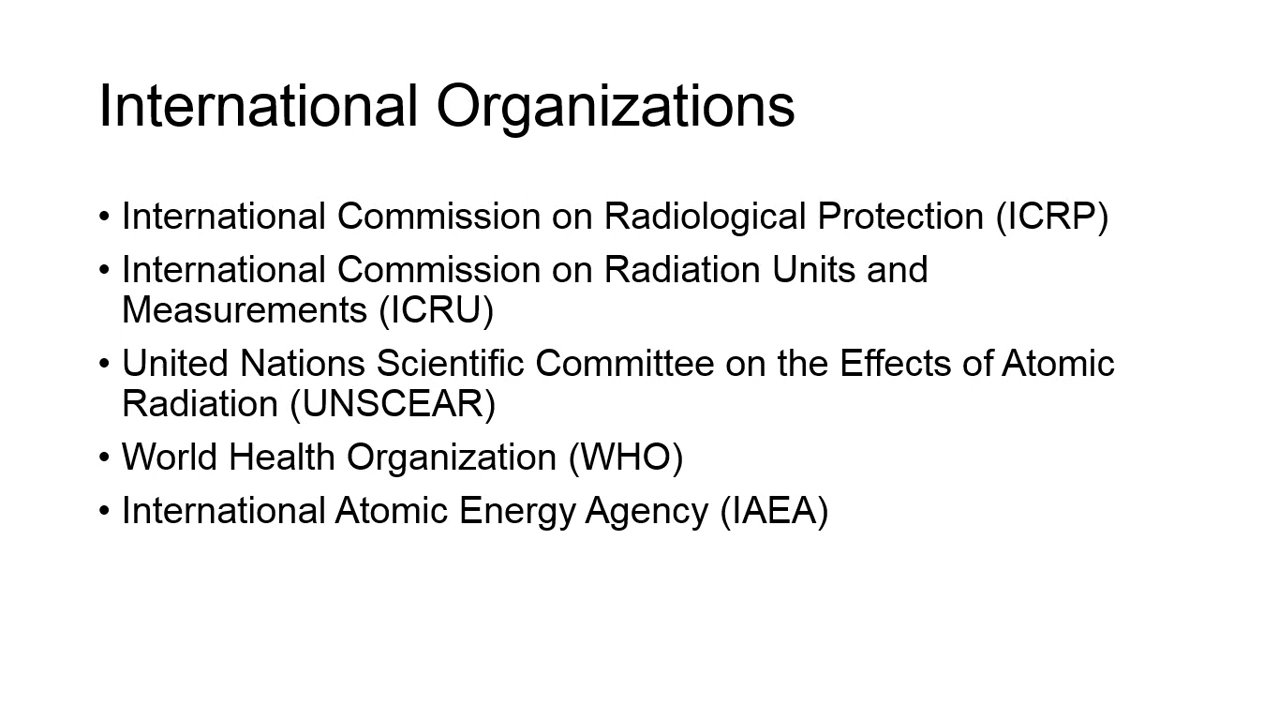 International Organizations
• International Commission on Radiological Protection (ICRP)
• International Commission on Radiation Units and
Measurements (ICRU)
• United Nations Scientific Committee on the Effects of Atomic
Radiation (UNSCEAR)
• World Health Organization (WHO)
• International Atomic Energy Agency (IAEA)